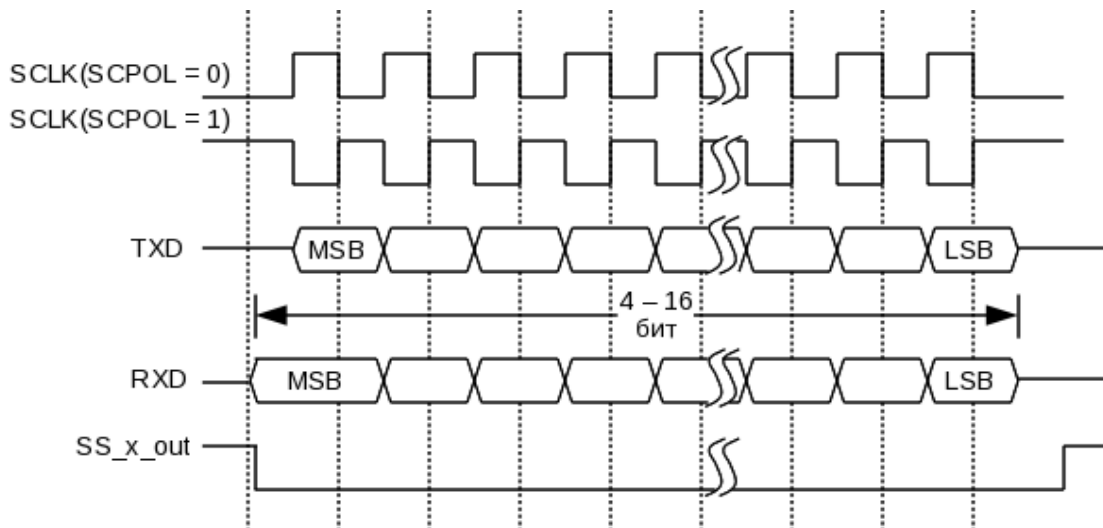 SCLK(SCPOL = 0)
SCLK(SCPOL = 1)
TXD
MSB
LSB
4 – 16
бит
RXD
MSB
LSB
SS_x_out